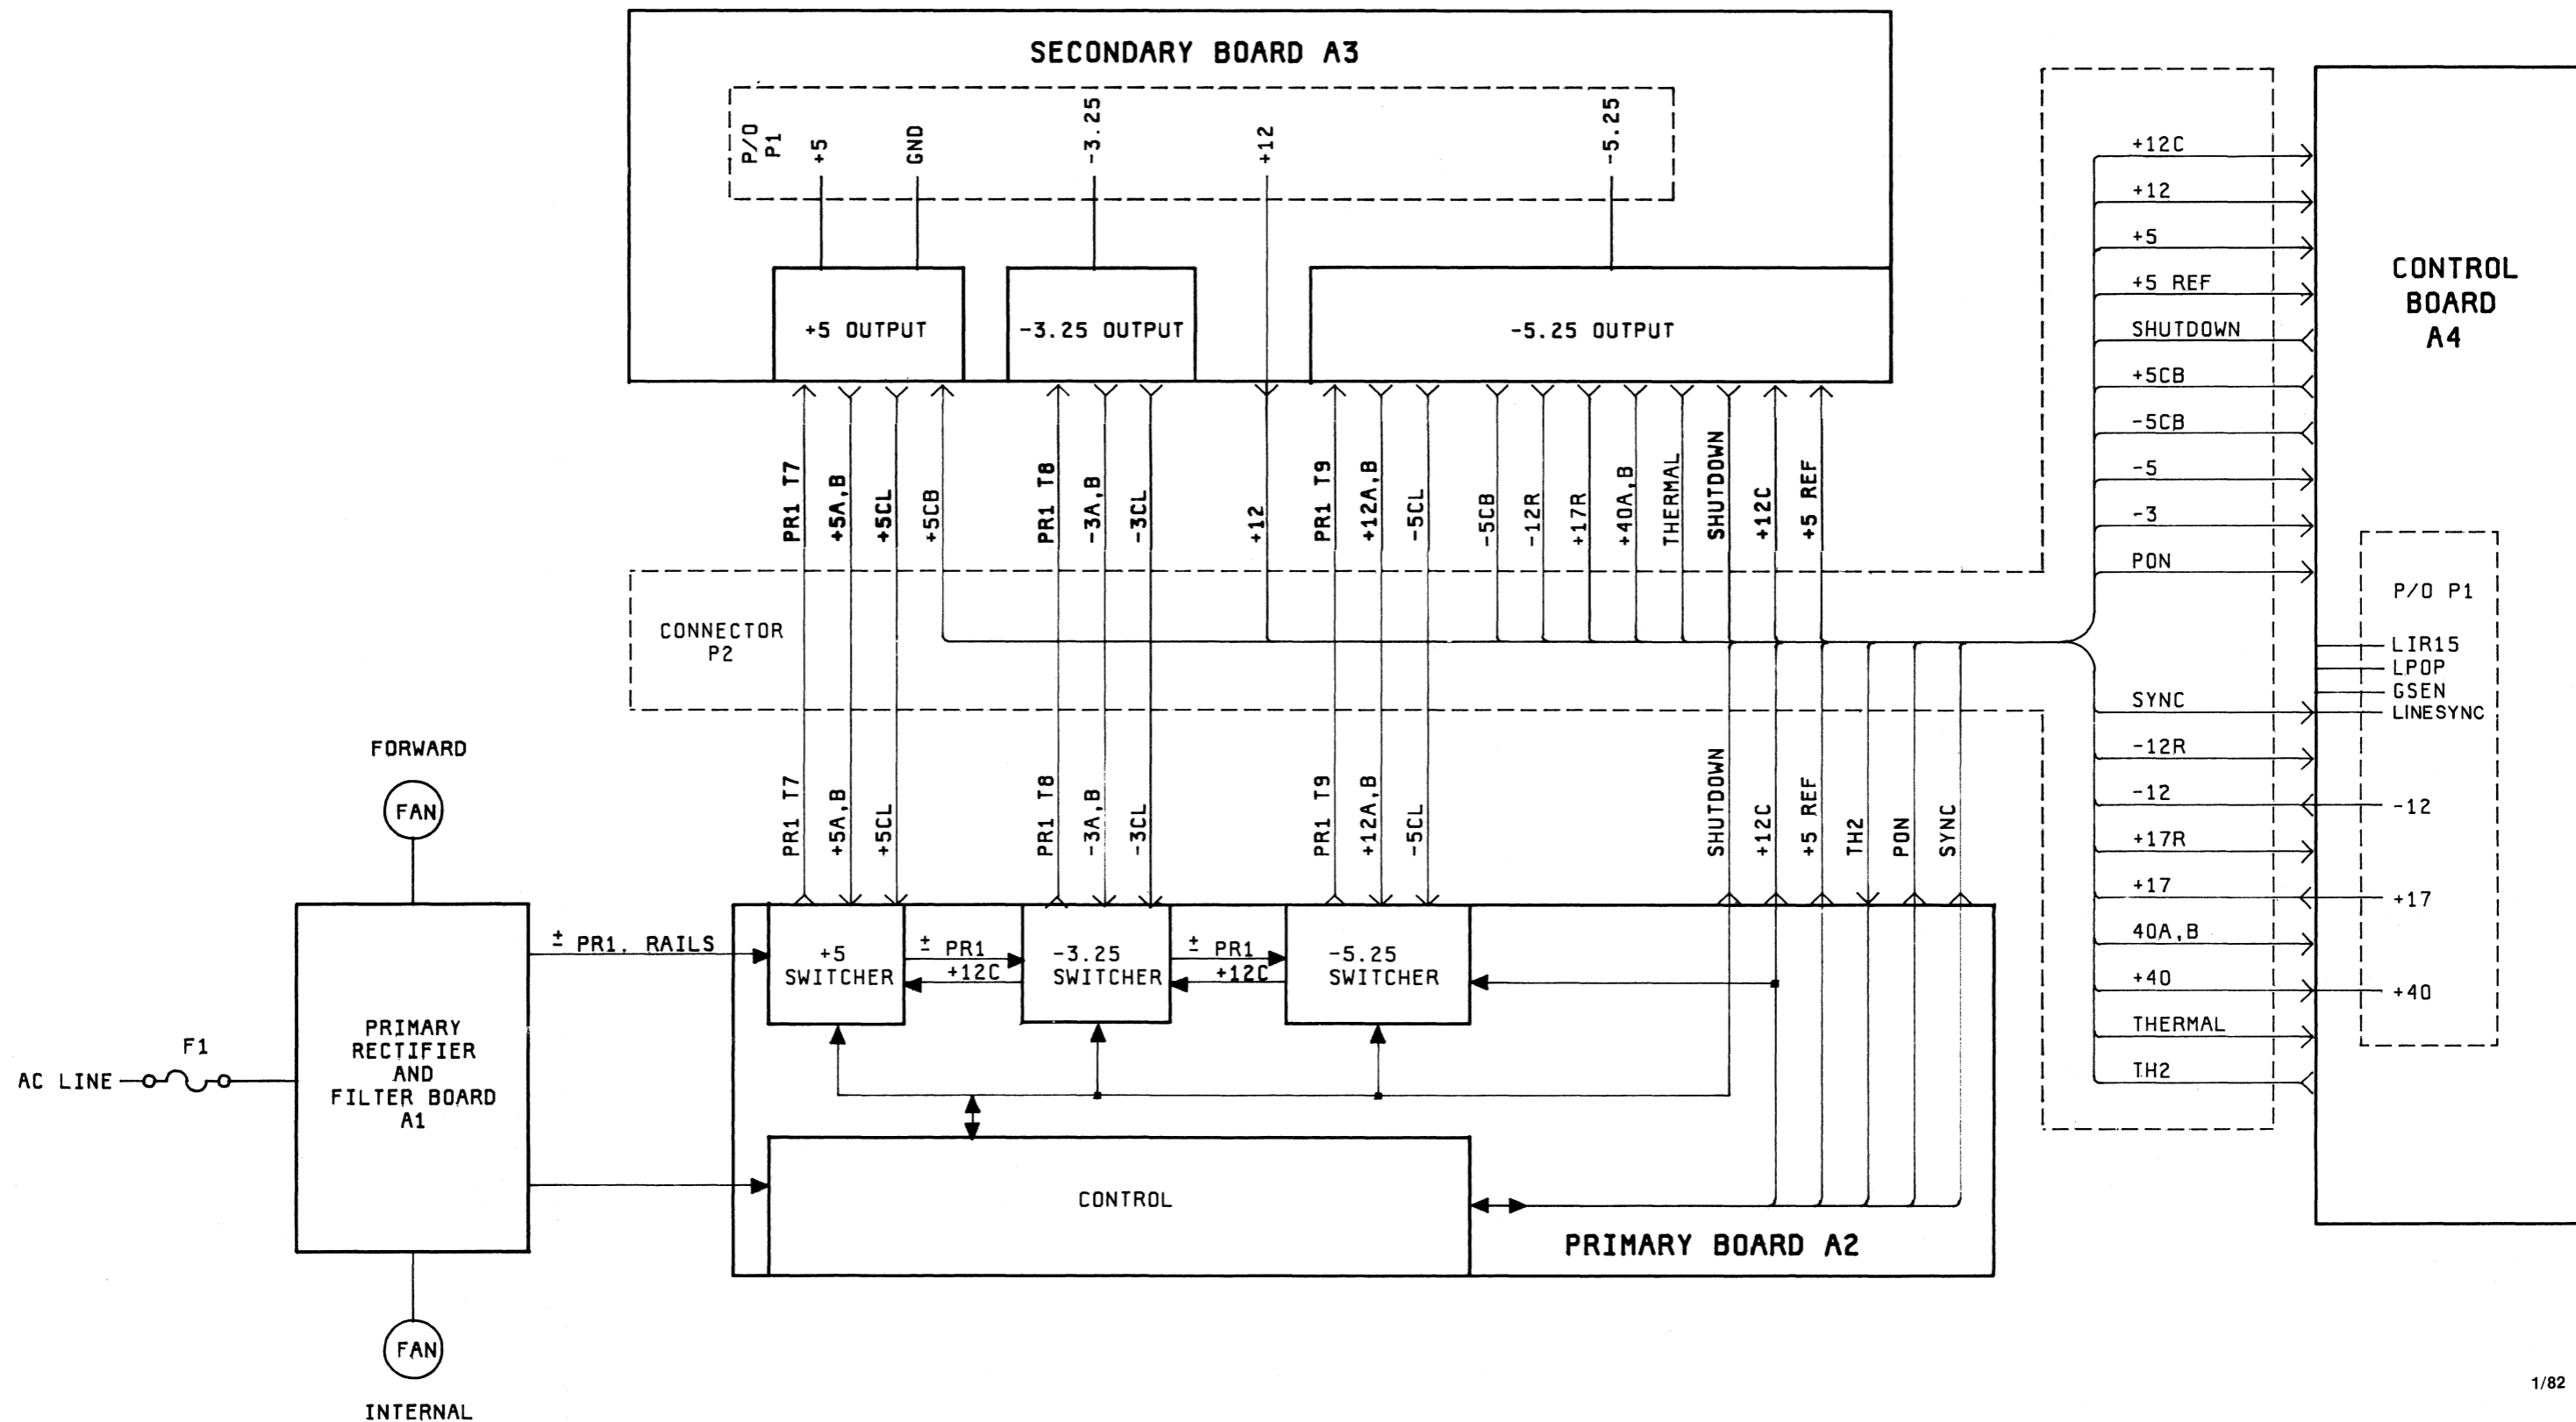 SECONDARY BOARD A3
P/O
P1
+5
GND
-3.25
+12
-5.25
+5 OUTPUT
-3.25 OUTPUT
-5.25 OUTPUT
PR1 T7
+5A,B
+5CL
+5CB
PR1 T8
-3A,B
-3CL
+12
PR1 T9
+12A,B
-5CL
-5CB
-12R
+17R
+40A,B
THERMAL
SHUTDOWN
+12C
+5 REF
CONNECTOR
P2
PR1 T7
+5A,B
+5CL
PR1 T8
-3A,B
-3CL
PR1 T9
+12A,B
-5CL
SHUTDOWN
+12C
+5 REF
TH2
PON
SYNC
+12C
+12
+5
+5 REF
SHUTDOWN
+5CB
-5CB
-5
-3
PON
SYNC
-12R
-12
+17R
+17
40A,B
+40
THERMAL
TH2
CONTROL
BOARD
A4
P/O P1
LIR15
LPOP
GSEN
LINESYNC
-12
+17
+40
FORWARD
FAN
AC LINE
F1
PRIMARY
RECTIFIER
AND
FILTER BOARD
A1
FAN
INTERNAL
± PR1. RAILS
+5
SWITCHER
± PR1
+12C
-3.25
SWITCHER
± PR1
+12C
-5.25
SWITCHER
CONTROL
PRIMARY BOARD A2
1/82